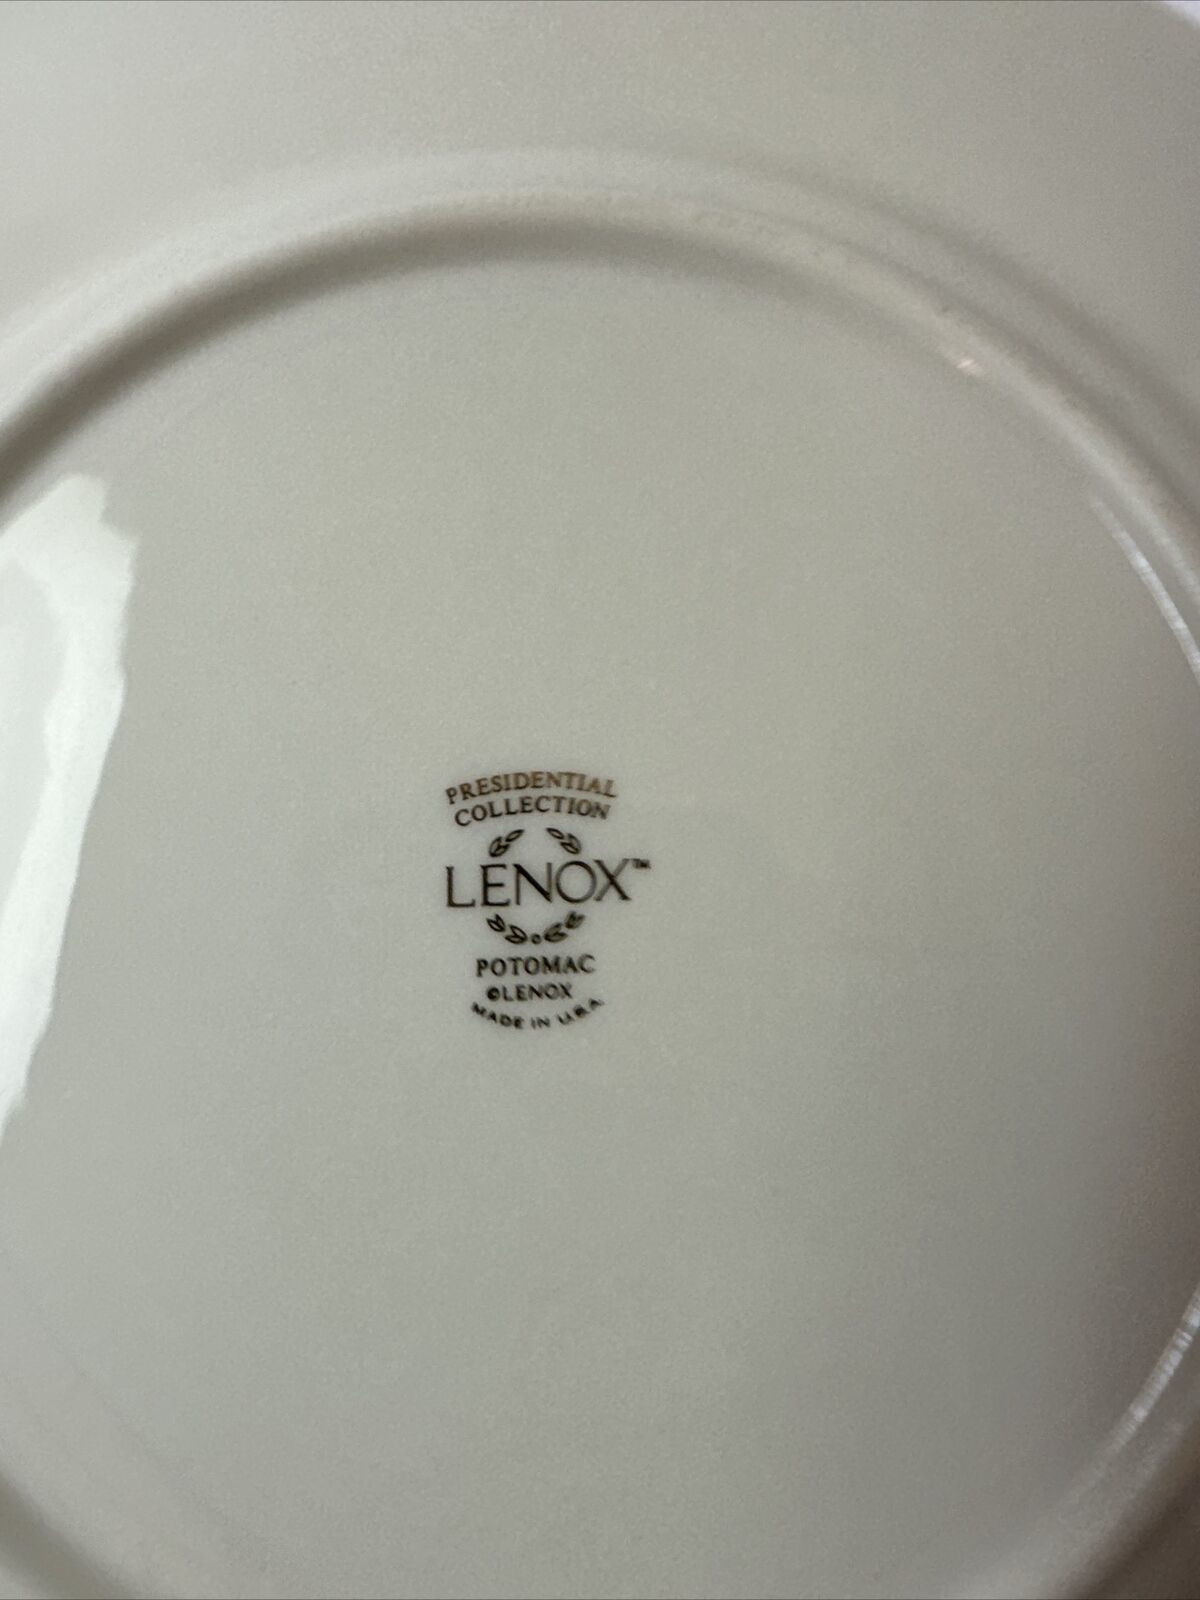 PRESIDENTIAL
COLLECTION
LENOX™
POTOMAC
©LENOX
MADE IN U.S.A.